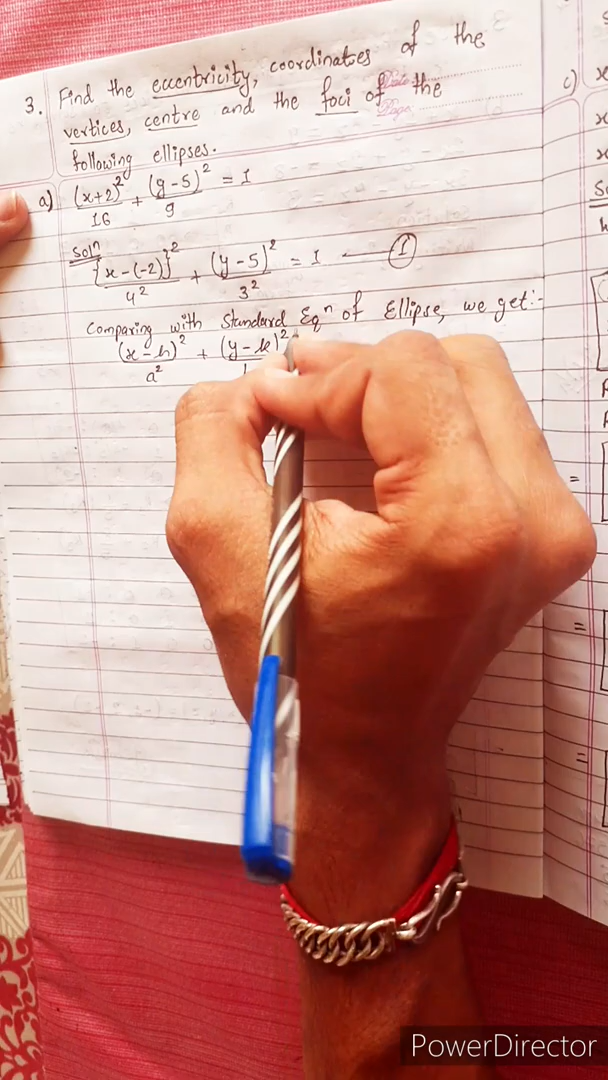 3. Find the eccentricity, coordinates of the
vertices, centre and the foci of the
following ellipses.
a) (x+2)²/16 + (y-5)²/9 = 1
Solⁿ {x-(-2)}²/4² + (y-5)²/3² = 1 — ①
Comparing with Standard Eqⁿ of Ellipse, we get:-
(x-h)²/a² + (y-k)²
c)
PowerDirector